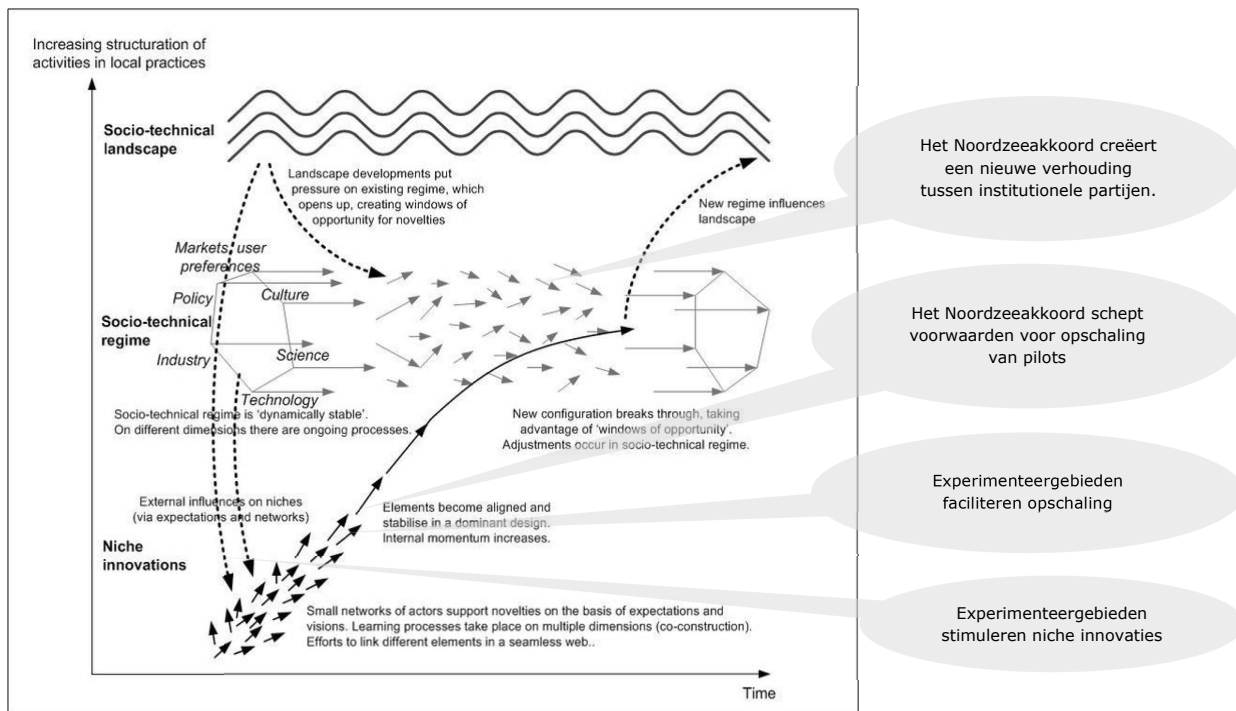 Increasing structuration of
activities in local practices
Socio-technical
landscape
Landscape developments put
pressure on existing regime, which
opens up, creating windows of
opportunity for novelties
New regime influences
landscape
Markets, user
preferences
Policy
Culture
Socio-technical
regime
Industry
Science
Technology
Socio-technical regime is ‘dynamically stable’.
On different dimensions there are ongoing processes.
New configuration breaks through, taking
advantage of ‘windows of opportunity’.
Adjustments occur in socio-technical regime.
External influences on niches
(via expectations and networks)
Elements become aligned and
stabilise in a dominant design.
Internal momentum increases.
Niche
innovations
Small networks of actors support novelties on the basis of expectations and
visions. Learning processes take place on multiple dimensions (co-construction).
Efforts to link different elements in a seamless web..
Time
Het Noordzeeakkoord creëert
een nieuwe verhouding
tussen institutionele partijen.
Het Noordzeeakkoord schept
voorwaarden voor opschaling
van pilots
Experimenteergebieden
faciliteren opschaling
Experimenteergebieden
stimuleren niche innovaties